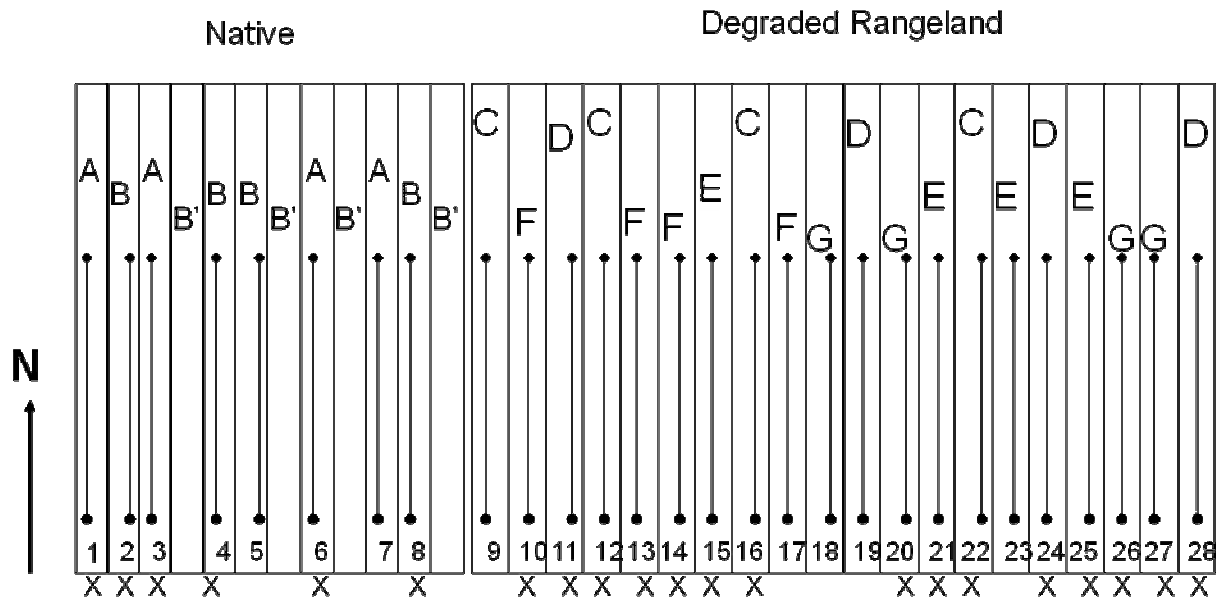 Native
Degraded Rangeland
A B A B' B B B' A B' A B B' C F D C F F E C F G D G E C E D E G G D
N
1 2 3 4 5 6 7 8 9 10 11 12 13 14 15 16 17 18 19 20 21 22 23 24 25 26 27 28
X X X X X X X X X X X X X X X X X X X X X